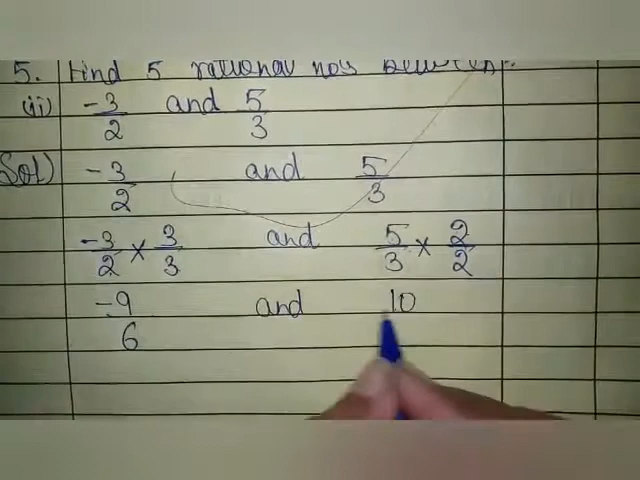 5. Find 5 rational nos between:
(ii) -3/2 and 5/3
Sol) -3/2 and 5/3
-3/2 × 3/3 and 5/3 × 2/2
-9/6 and 10